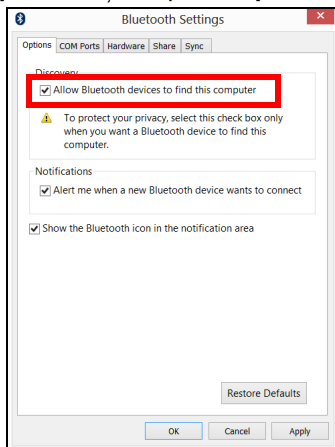 Bluetooth Settings
Options COM Ports Hardware Share Sync
Discovery
Allow Bluetooth devices to find this computer
To protect your privacy, select this check box only
when you want a Bluetooth device to find this
computer.
Notifications
Alert me when a new Bluetooth device wants to connect
Show the Bluetooth icon in the notification area
Restore Defaults
OK Cancel Apply